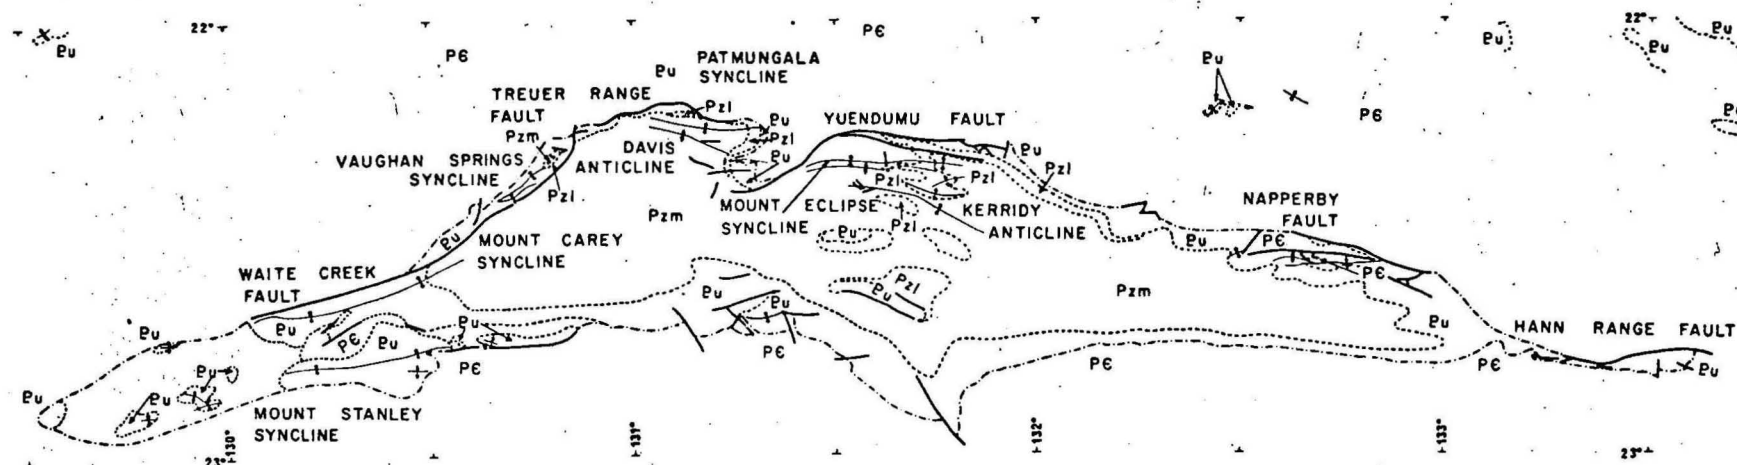 22°
22°
PЄ
P6
Pu
Pu
Pu
Pu
Pu
Pu
PATMUNGALA
SYNCLINE
Pu
TREUER RANGE
FAULT
Pzl
Pu
YUENDUMU FAULT
P6
Pzm
Pzl
VAUGHAN SPRINGS
SYNCLINE
DAVIS
ANTICLINE
Pu
Pu
Pzl
Pzl
Pzl
Pzl
Pzm
MOUNT ECLIPSE
SYNCLINE
Pzl
KERRIDY
ANTICLINE
NAPPERBY
FAULT
Pu
MOUNT CAREY
SYNCLINE
Pu
Pu
PЄ
PЄ
WAITE CREEK
FAULT
Pu
Pu
Pzl
Pzm
Pu
Pu
Pu
Pu
PЄ
Pu
Pu
HANN RANGE FAULT
PЄ
PЄ
PЄ
PЄ
Pu
Pu
Pu
Pu
MOUNT STANLEY
SYNCLINE
23°
130°
131°
132°
133°
23°